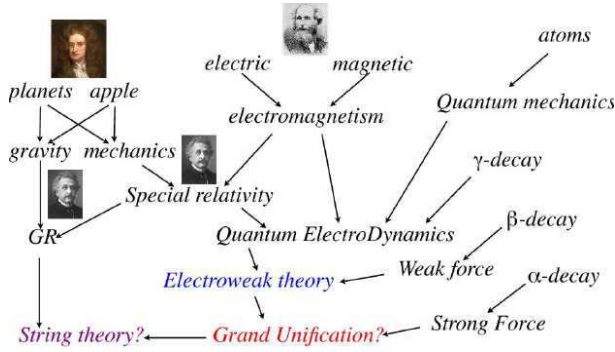 atoms
electric magnetic
planets apple
Quantum mechanics
electromagnetism
gravity mechanics
γ-decay
Special relativity
β-decay
GR
Quantum ElectroDynamics
Weak force
α-decay
Electroweak theory
Strong Force
String theory?
Grand Unification?